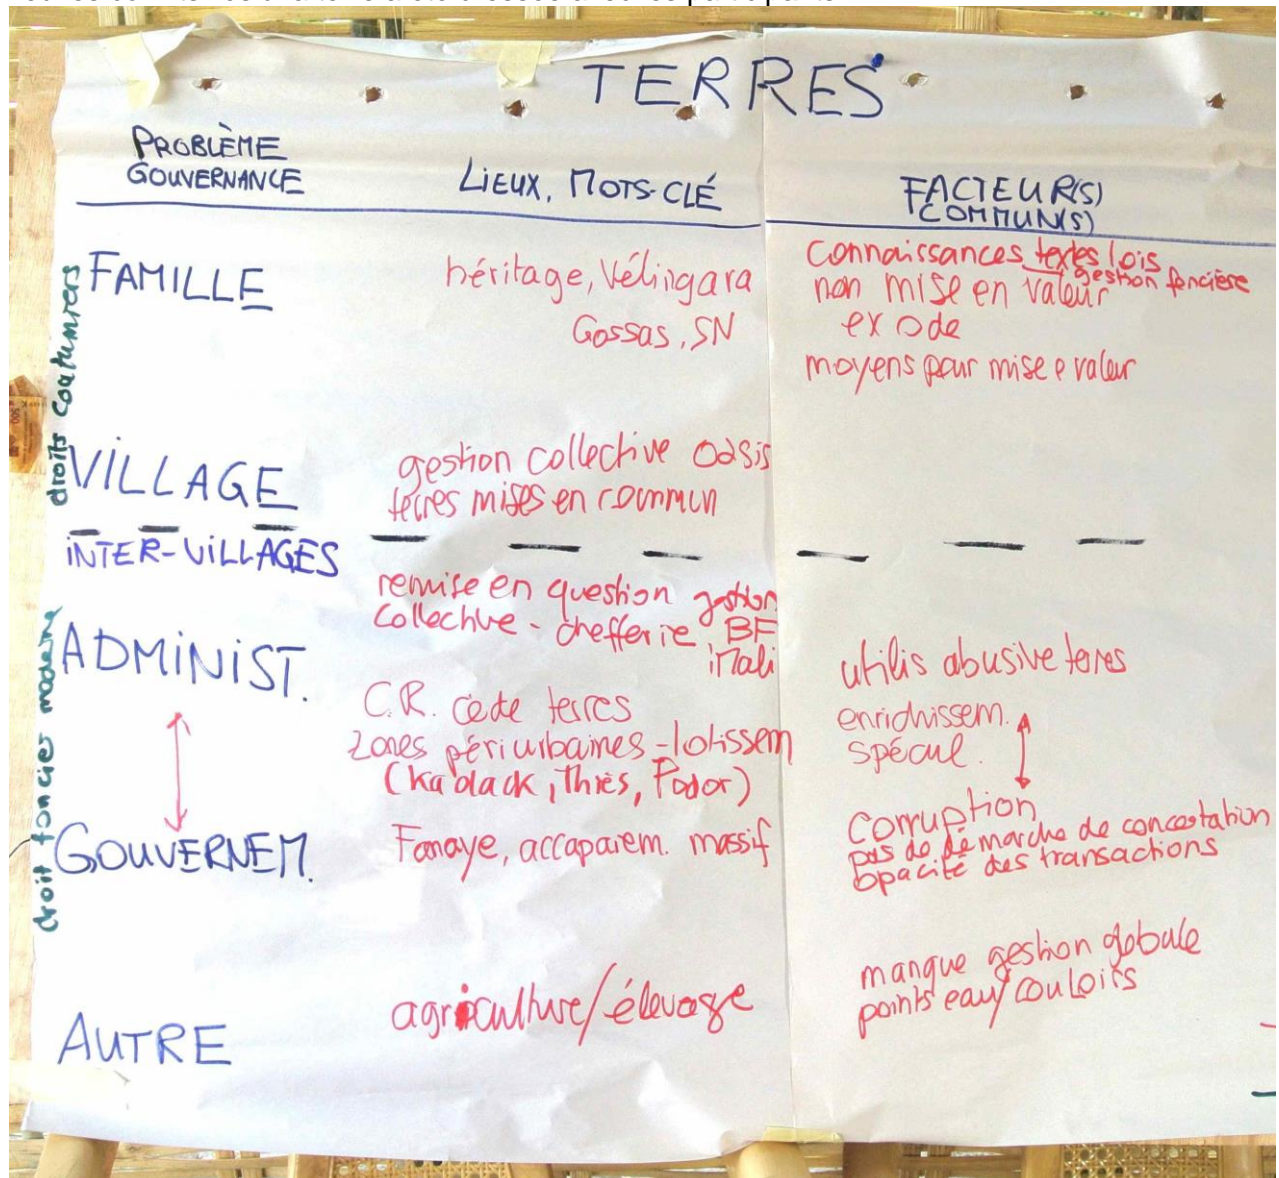 TERRES
PROBLÈME
GOUVERNANCE
LIEUX, MOTS-CLÉ
FACTEUR(S)
COMMUN(S)
droits coutumiers
FAMILLE
héritage, Vélingara
Gossas, SN
connaissances textes lois
gestion foncière
non mise en valeur
exode
moyens pour mise e valeur
VILLAGE
gestion collective oasis
terres mises en commun
INTER-VILLAGES
remise en question gestion
collective - chefferie BF
Mali
droit foncier moderne
ADMINIST.
C.R. cède terres
zones périurbaines - lotissem
(Kaolack, Thiès, Podor)
utilis abusive terres
enrichissem.
spécul.
GOUVERNEM.
Fanaye, accaparem. massif
Corruption
pas de démarche de concertation
opacité des transactions
AUTRE
agriculture/élevage
manque gestion globale
points eau/couloirs